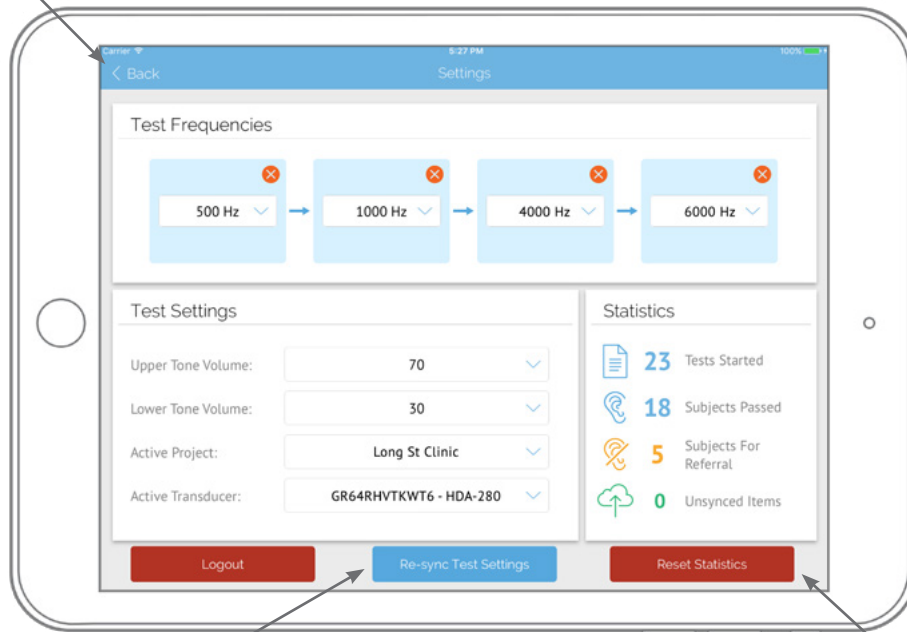 Carrier 5:27 PM 100%
Back Settings
Test Frequencies
500 Hz 1000 Hz 4000 Hz 6000 Hz
Test Settings
Upper Tone Volume: 70
Lower Tone Volume: 30
Active Project: Long St Clinic
Active Transducer: GR64RHVTKWT6 - HDA-280
Statistics
23 Tests Started
18 Subjects Passed
5 Subjects For
Referral
0 Unsynced Items
Logout Re-sync Test Settings Reset Statistics